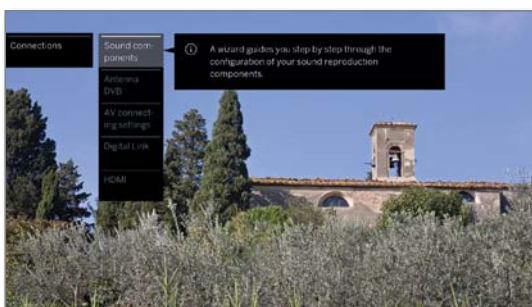 Connections
Sound com-
ponents
A wizard guides you step by step through the
configuration of your sound reproduction
components.
Antenna
DVB
AV connect-
ing settings
Digital Link
HDMI